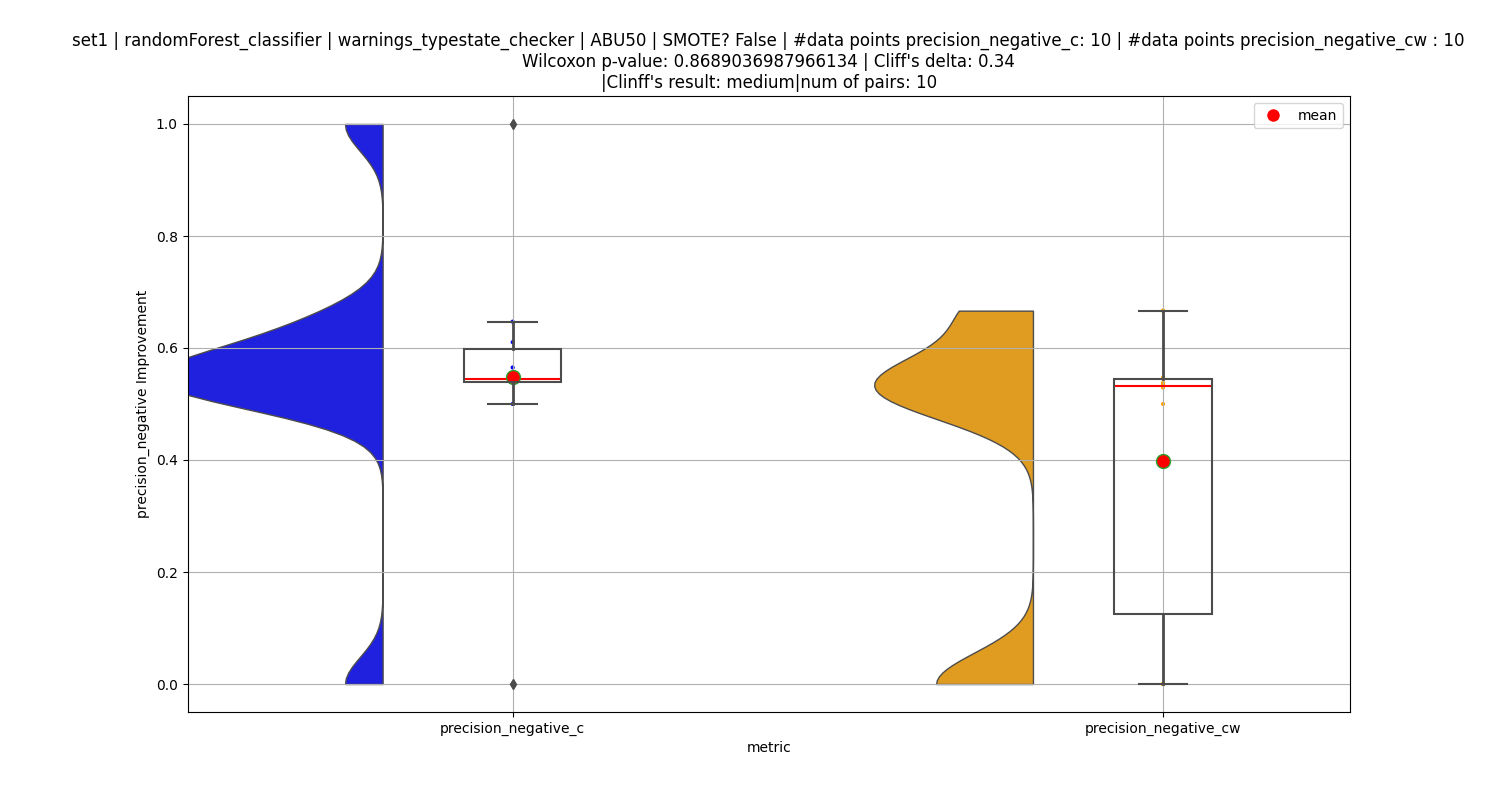 set1 | randomForest_classifier | warnings_typestate_checker | ABU50 | SMOTE? False | #data points precision_negative_c: 10 | #data points precision_negative_cw : 10
Wilcoxon p-value: 0.8689036987966134 | Cliff's delta: 0.34
|Clinff's result: medium|num of pairs: 10
mean
1.0
0.8
0.6
0.4
0.2
0.0
precision_negative Improvement
precision_negative_c
precision_negative_cw
metric